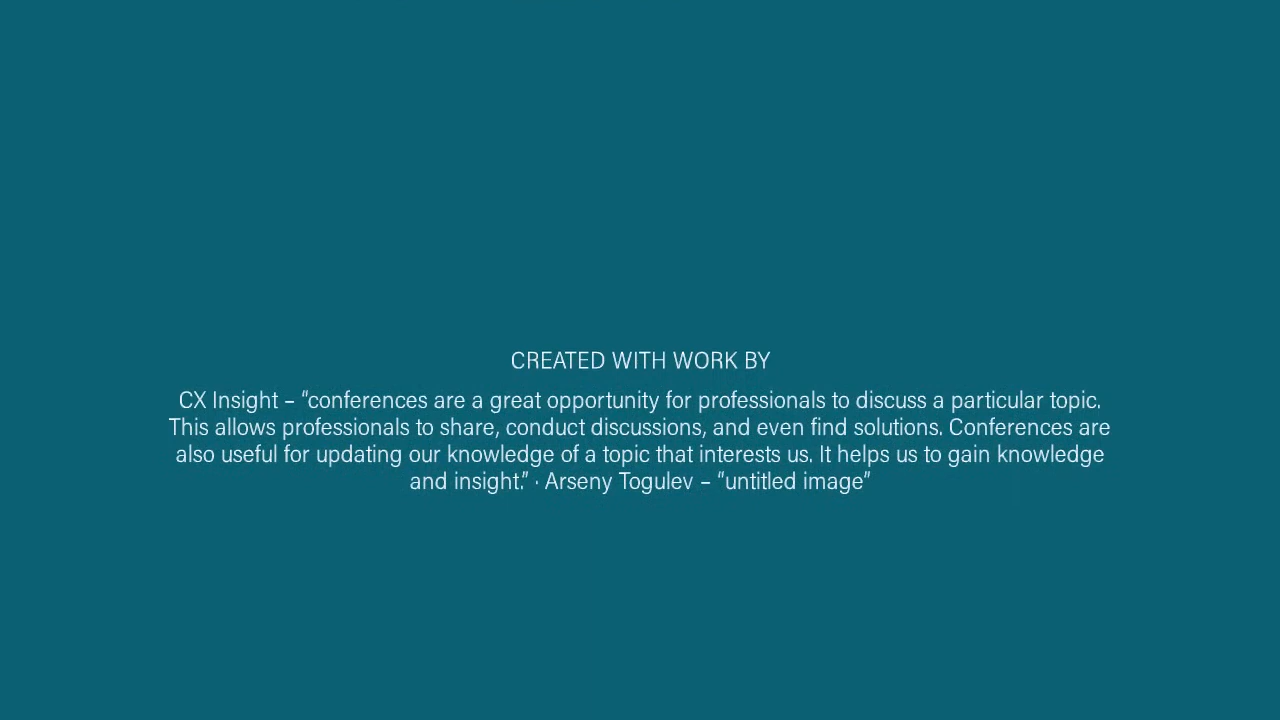 CREATED WITH WORK BY
CX Insight – "conferences are a great opportunity for professionals to discuss a particular topic.
This allows professionals to share, conduct discussions, and even find solutions. Conferences are
also useful for updating our knowledge of a topic that interests us. It helps us to gain knowledge
and insight." · Arseny Togulev – "untitled image"